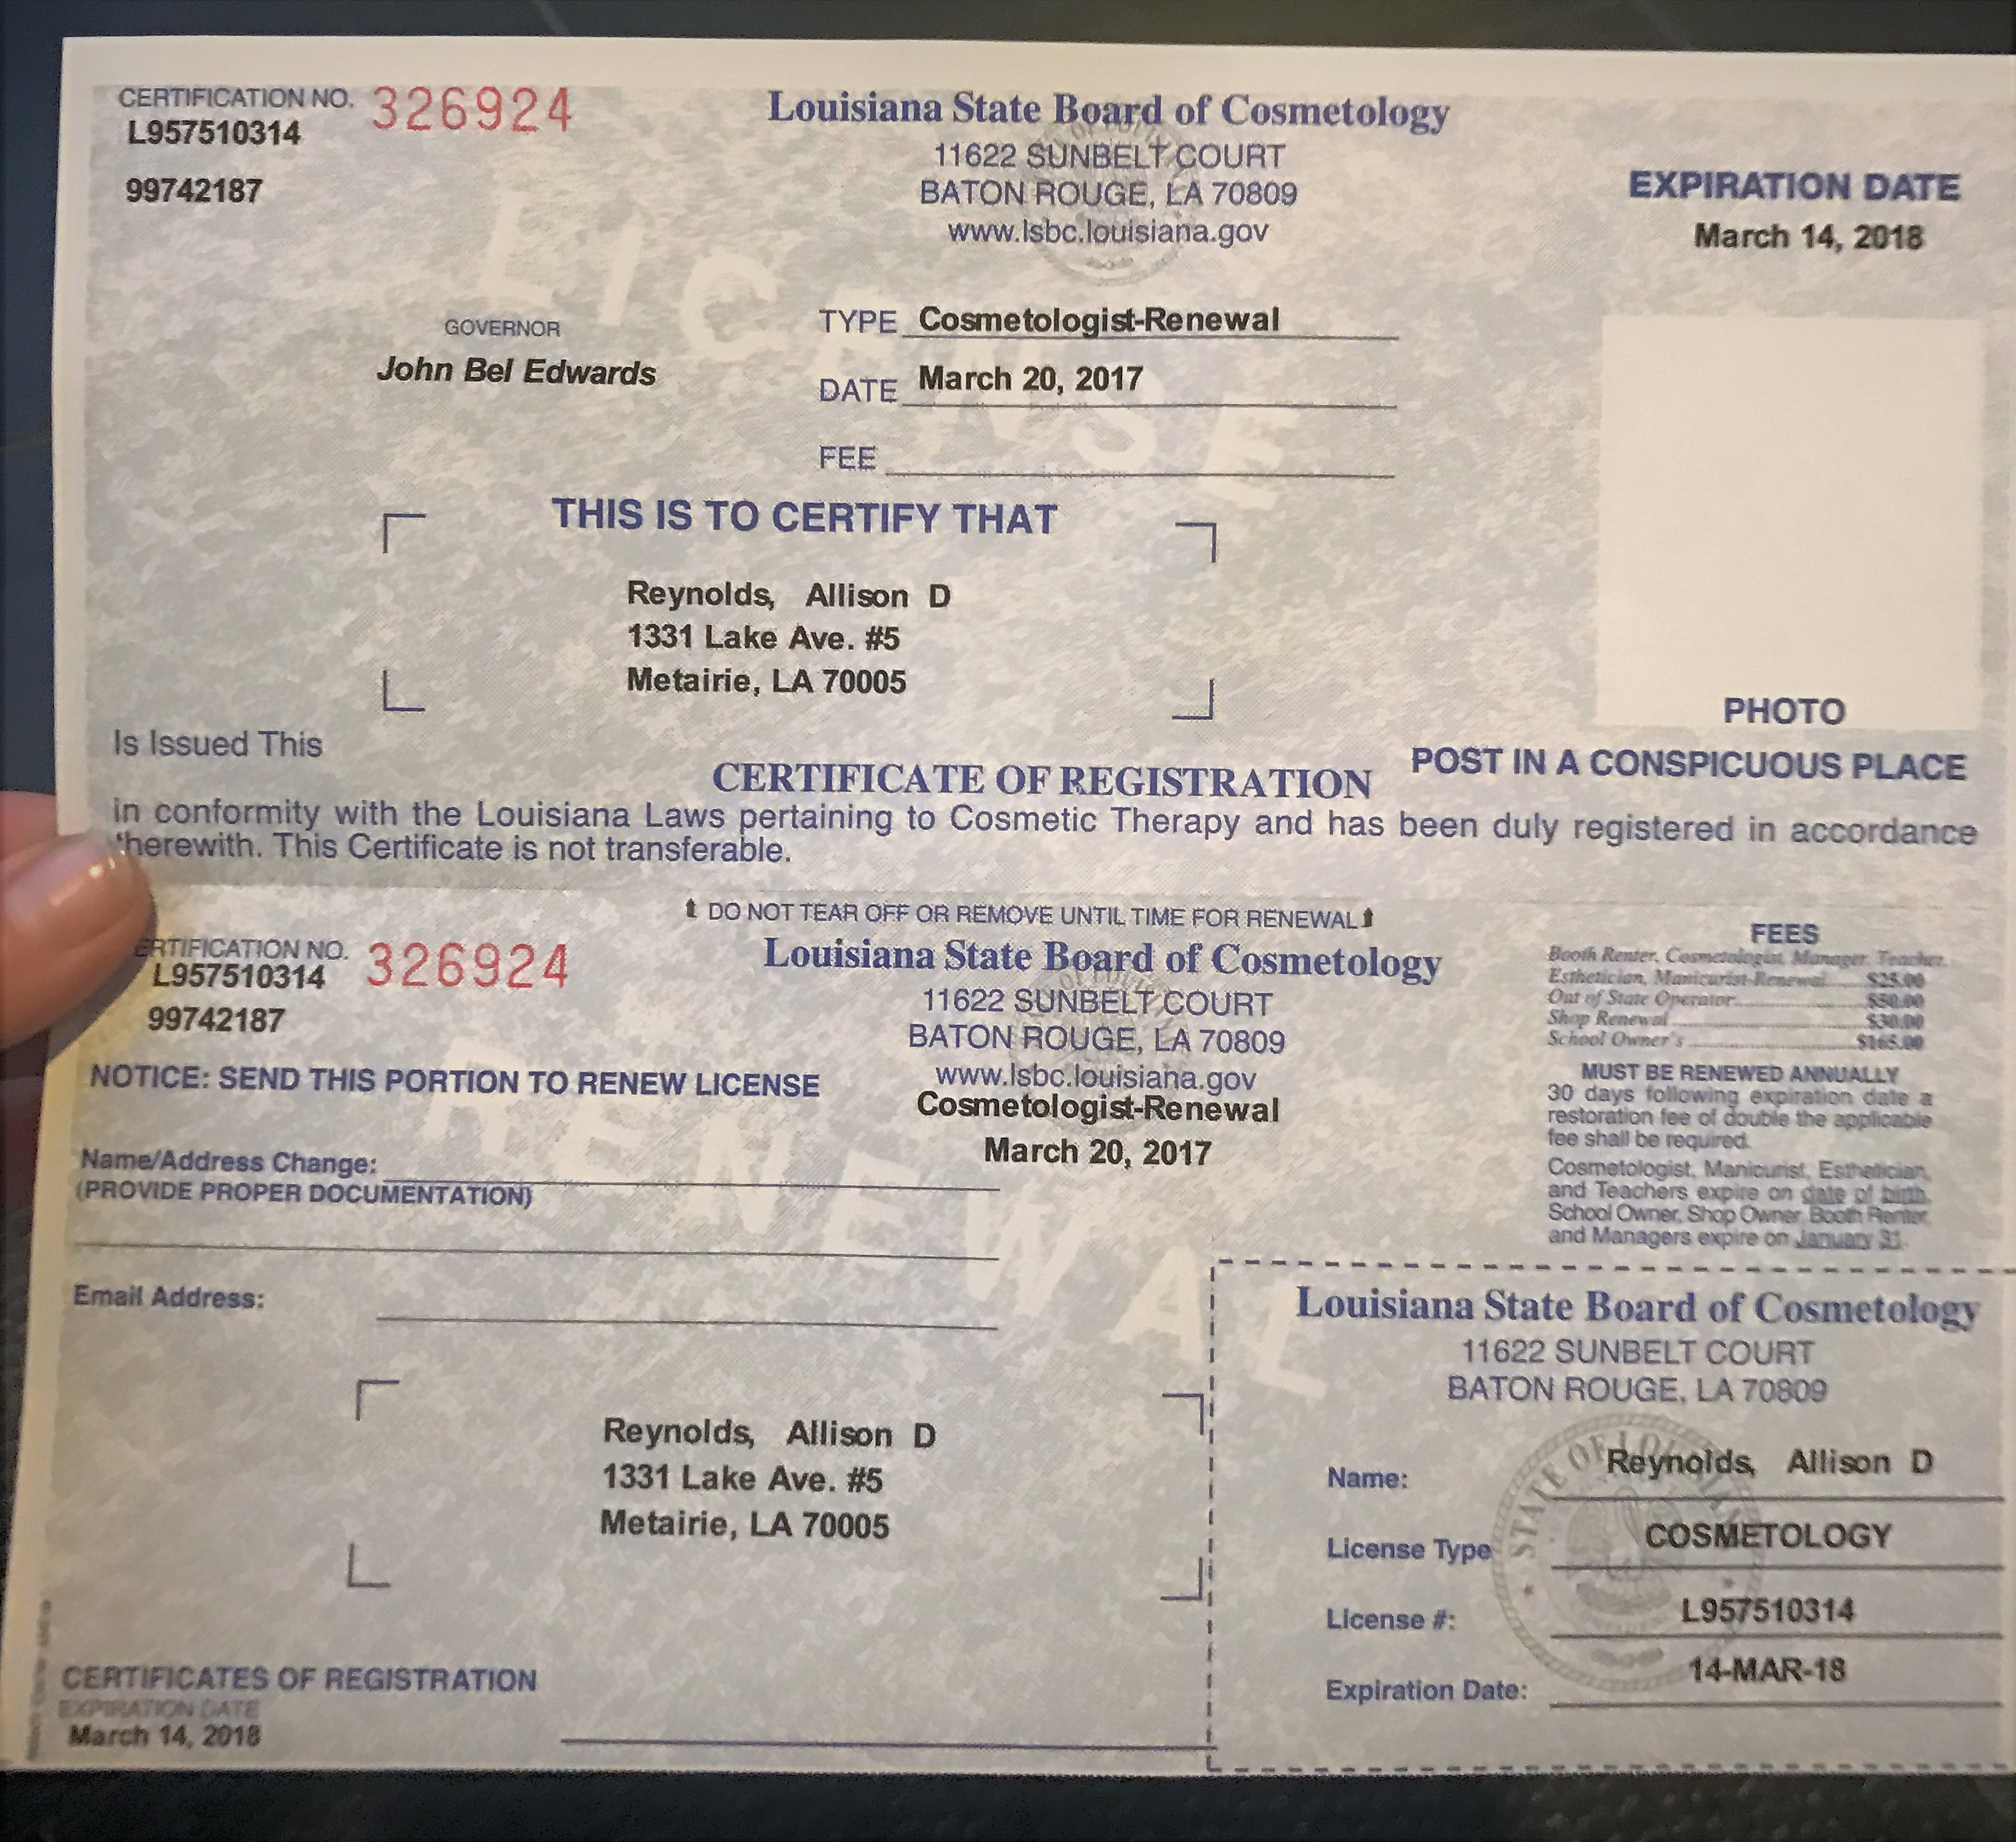 CERTIFICATION NO. 326924
L957510314
99742187
Louisiana State Board of Cosmetology
11622 SUNBELT COURT
BATON ROUGE, LA 70809
www.lsbc.louisiana.gov
EXPIRATION DATE
March 14, 2018
LICENSE
GOVERNOR
John Bel Edwards
TYPE Cosmetologist-Renewal
DATE March 20, 2017
FEE
THIS IS TO CERTIFY THAT
Reynolds, Allison D
1331 Lake Ave. #5
Metairie, LA 70005
PHOTO
Is Issued This
CERTIFICATE OF REGISTRATION
POST IN A CONSPICUOUS PLACE
in conformity with the Louisiana Laws pertaining to Cosmetic Therapy and has been duly registered in accordance
therewith. This Certificate is not transferable.
DO NOT TEAR OFF OR REMOVE UNTIL TIME FOR RENEWAL
ERTIFICATION NO. 326924
L957510314
99742187
Louisiana State Board of Cosmetology
11622 SUNBELT COURT
BATON ROUGE, LA 70809
www.lsbc.louisiana.gov
Cosmetologist-Renewal
March 20, 2017
NOTICE: SEND THIS PORTION TO RENEW LICENSE
RENEWAL
Name/Address Change:
(PROVIDE PROPER DOCUMENTATION)
Email Address:
FEES
Booth Renter, Cosmetologist, Manager, Teacher,
Esthetician, Manicurist-Renewal ...... $25.00
Out of State Operator ...... $50.00
Shop Renewal ...... $30.00
School Owner's ...... $165.00
MUST BE RENEWED ANNUALLY
30 days following expiration date a
restoration fee of double the applicable
fee shall be required.
Cosmetologist, Manicurist, Esthetician,
and Teachers expire on date of birth.
School Owner, Shop Owner, Booth Renter
and Managers expire on January 31.
Reynolds, Allison D
1331 Lake Ave. #5
Metairie, LA 70005
CERTIFICATES OF REGISTRATION
EXPIRATION DATE
March 14, 2018
Louisiana State Board of Cosmetology
11622 SUNBELT COURT
BATON ROUGE, LA 70809
Name: Reynolds, Allison D
License Type COSMETOLOGY
License #: L957510314
Expiration Date: 14-MAR-18